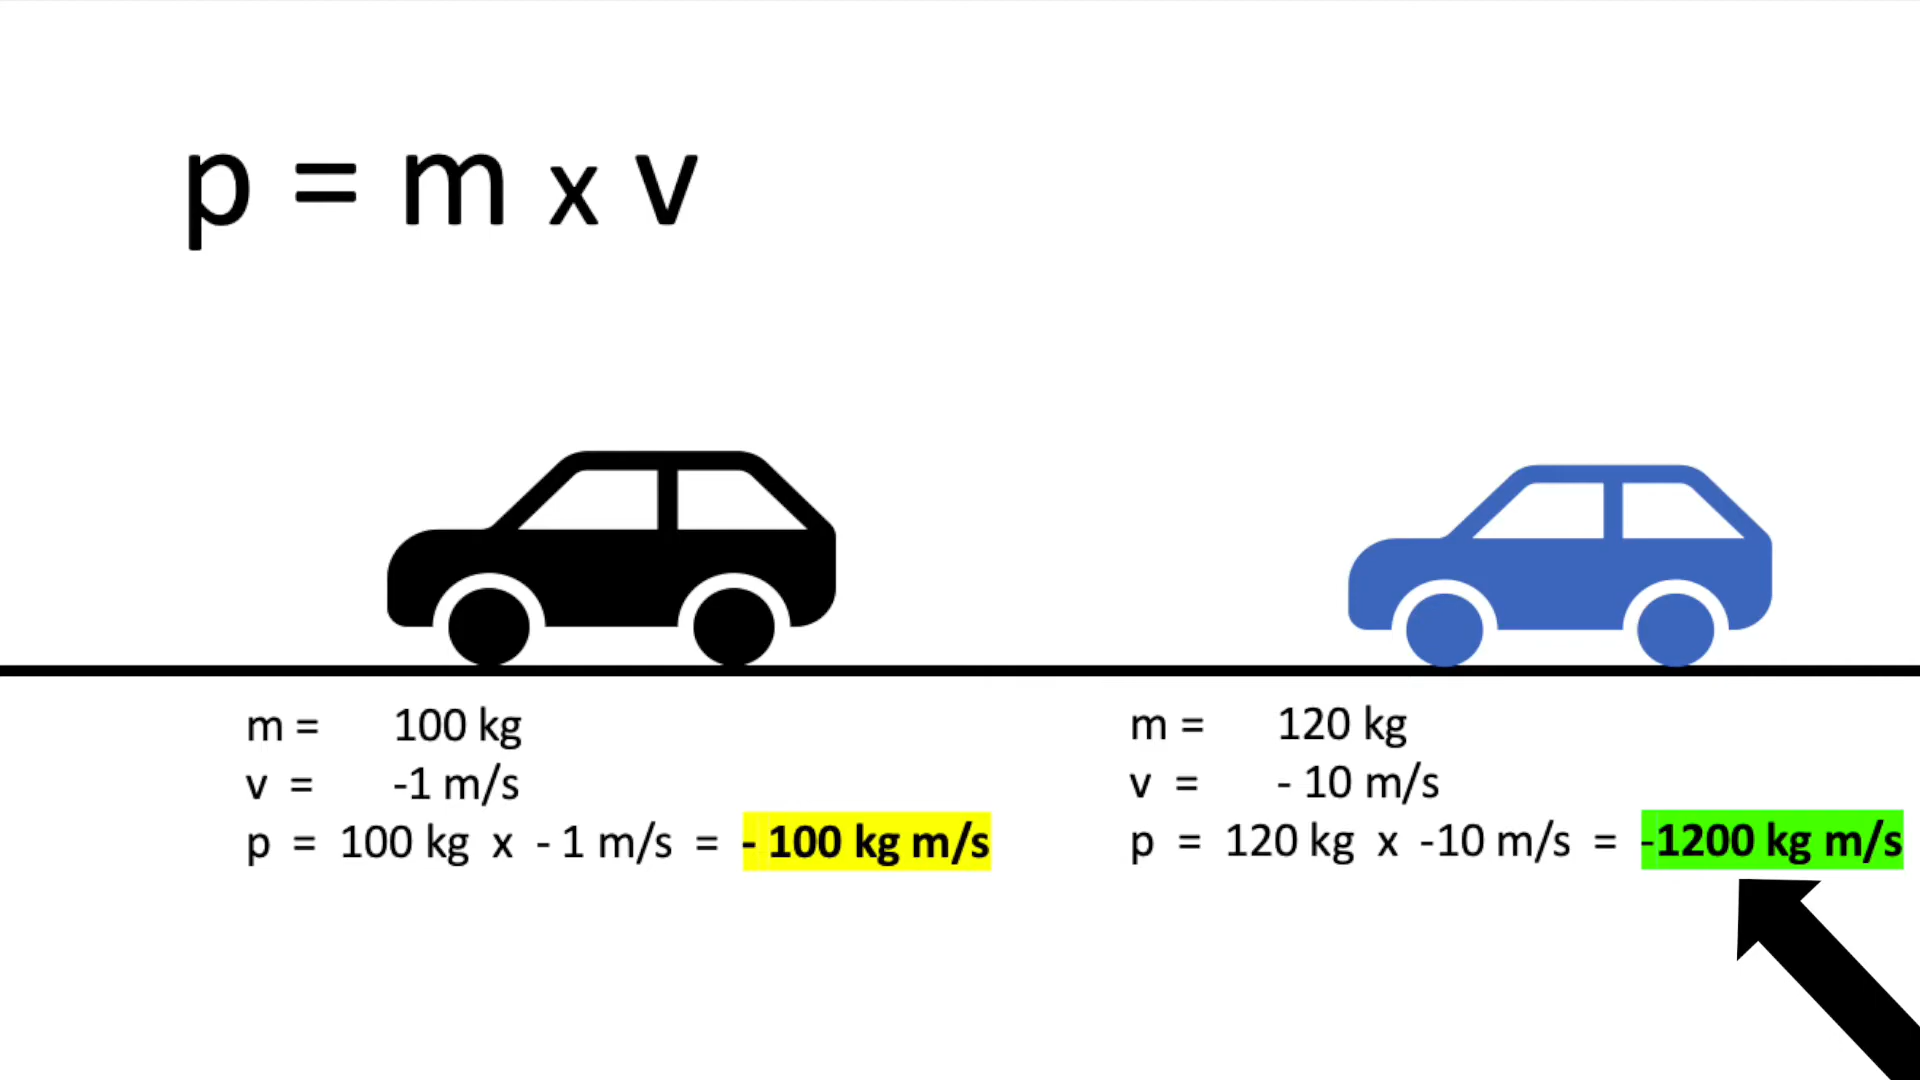 p = m x v
m = 100 kg
v = -1 m/s
p = 100 kg x - 1 m/s = - 100 kg m/s
m = 120 kg
v = - 10 m/s
p = 120 kg x -10 m/s = -1200 kg m/s